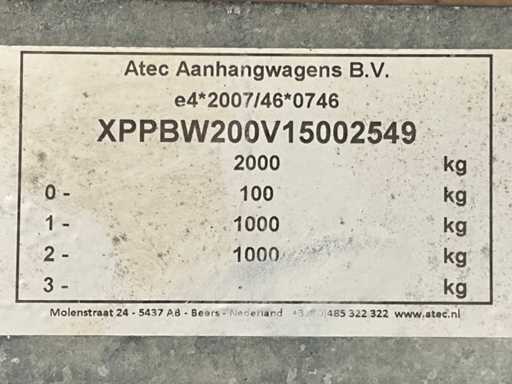 Atec Aanhangwagens B.V.
e4*2007/46*0746
XPPBW200V15002549
2000 kg
0 - 100 kg
1 - 1000 kg
2 - 1000 kg
3 - - kg
Molenstraat 24 - 5437 AB - Beers - Nederland 485 322 322 www.atec.nl